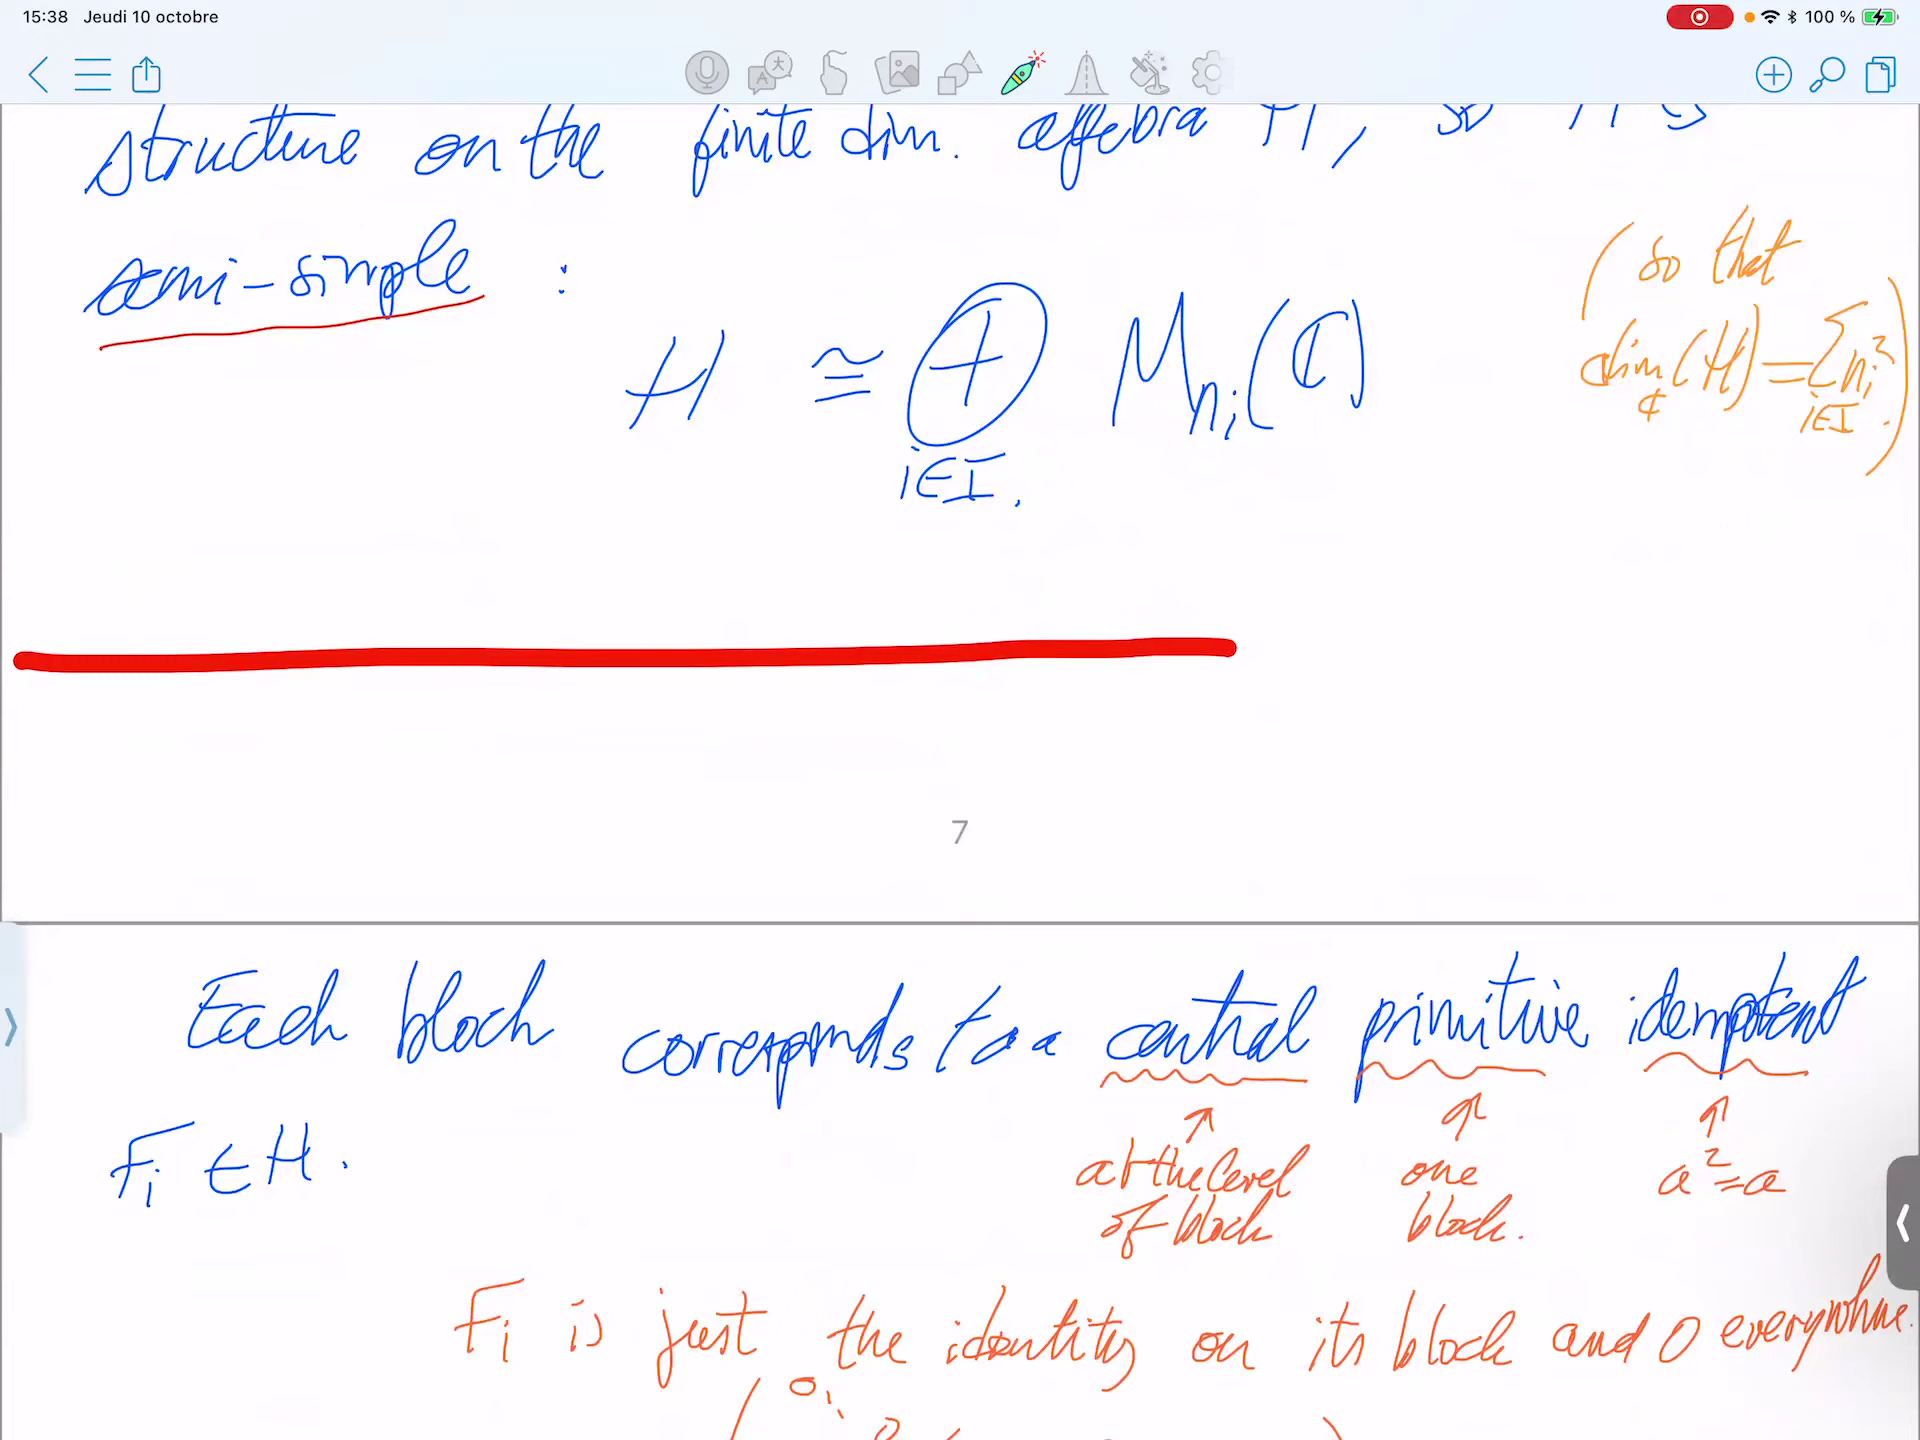 15:38 Jeudi 10 octobre 100 %
structure on the finite dim. algebra H, so H is
semi-simple :
(so that
H ≅ ⊕ M_{n_i}(ℂ)
dim_ℂ(H) = Σ n_i²
i∈I.
i∈I.)
7
Each block corresponds to a central primitive idempotent
↑ ↑ ↑
F_i ∈ H.
at the level one a²=a
of block block.
F_i is just the identity on its block and 0 everywhere.